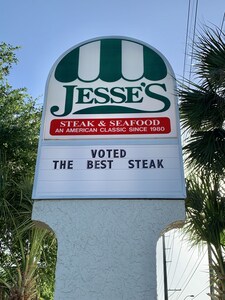 JESSE'S
STEAK & SEAFOOD
AN AMERICAN CLASSIC SINCE 1980
VOTED
THE BEST STEAK